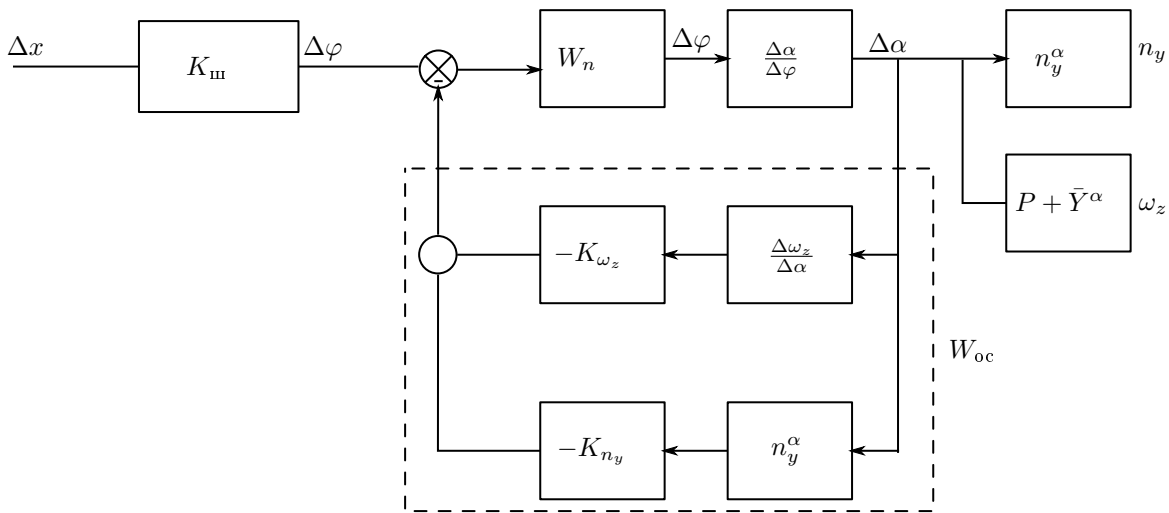 Δx
K_ш
Δφ
-
W_n
Δφ
Δα/Δφ
Δα
n_y^α
n_y
P + Ȳ^α
ω_z
-K_{ω_z}
Δω_z/Δα
W_ос
-K_{n_y}
n_y^α